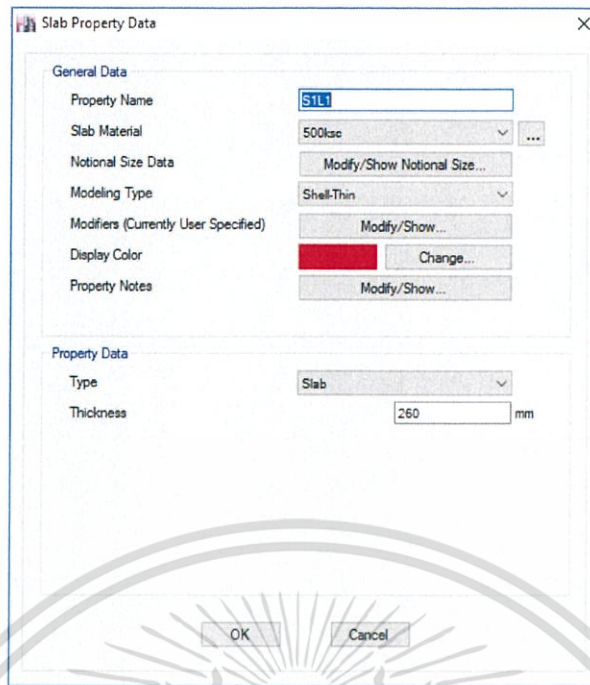 Slab Property Data
General Data
Property Name S1L1
Slab Material 500ksc ...
Notional Size Data Modify/Show Notional Size...
Modeling Type Shell-Thin
Modifiers (Currently User Specified) Modify/Show...
Display Color Change...
Property Notes Modify/Show...
Property Data
Type Slab
Thickness 260 mm
OK Cancel